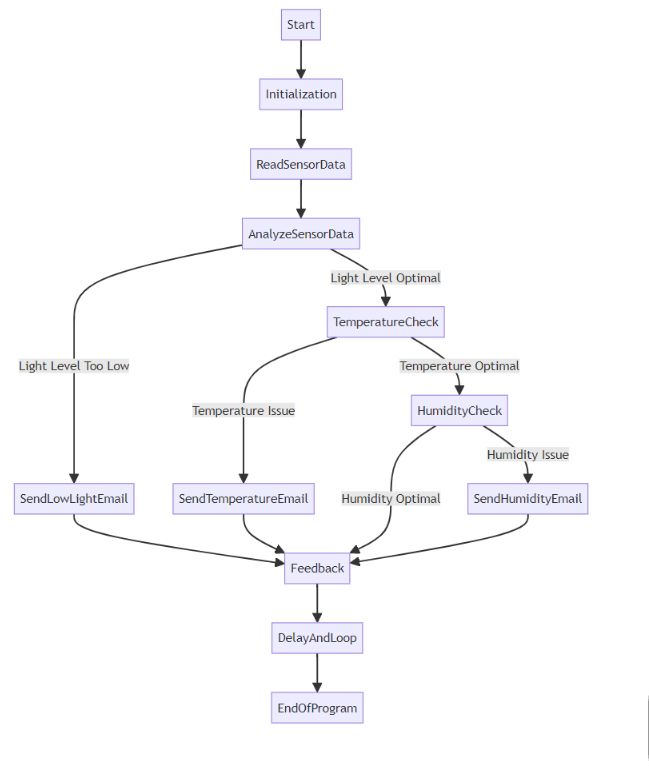 Start
Initialization
ReadSensorData
AnalyzeSensorData
Light Level Optimal
TemperatureCheck
Light Level Too Low
Temperature Optimal
Temperature Issue
HumidityCheck
Humidity Issue
Humidity Optimal
SendLowLightEmail
SendTemperatureEmail
SendHumidityEmail
Feedback
DelayAndLoop
EndOfProgram